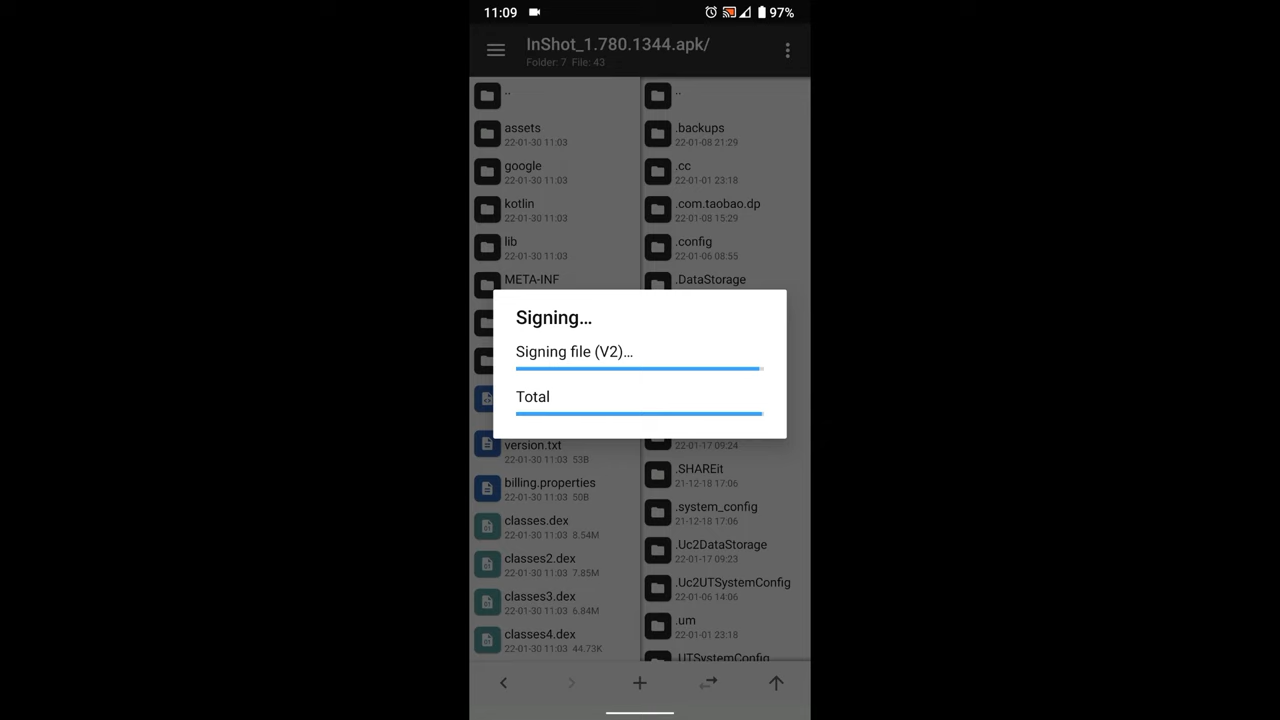 11:09 97%
InShot_1.780.1344.apk/
Folder: 7 File: 43
..
assets
22-01-30 11:03
google
22-01-30 11:03
kotlin
22-01-30 11:03
lib
22-01-30 11:03
META-INF
version.txt
22-01-30 11:03 53B
billing.properties
22-01-30 11:03 50B
classes.dex
22-01-30 11:03 8.54M
classes2.dex
22-01-30 11:03 7.85M
classes3.dex
22-01-30 11:03 6.84M
classes4.dex
22-01-30 11:03 44.73K
..
.backups
22-01-08 21:29
.cc
22-01-01 23:18
.com.taobao.dp
22-01-08 15:29
.config
22-01-06 08:55
.DataStorage
22-01-17 09:24
.SHAREit
21-12-18 17:06
.system_config
21-12-18 17:06
.Uc2DataStorage
22-01-17 09:23
.Uc2UTSystemConfig
22-01-06 14:06
.um
22-01-01 23:18
.UTSystemConfig
Signing...
Signing file (V2)...
Total